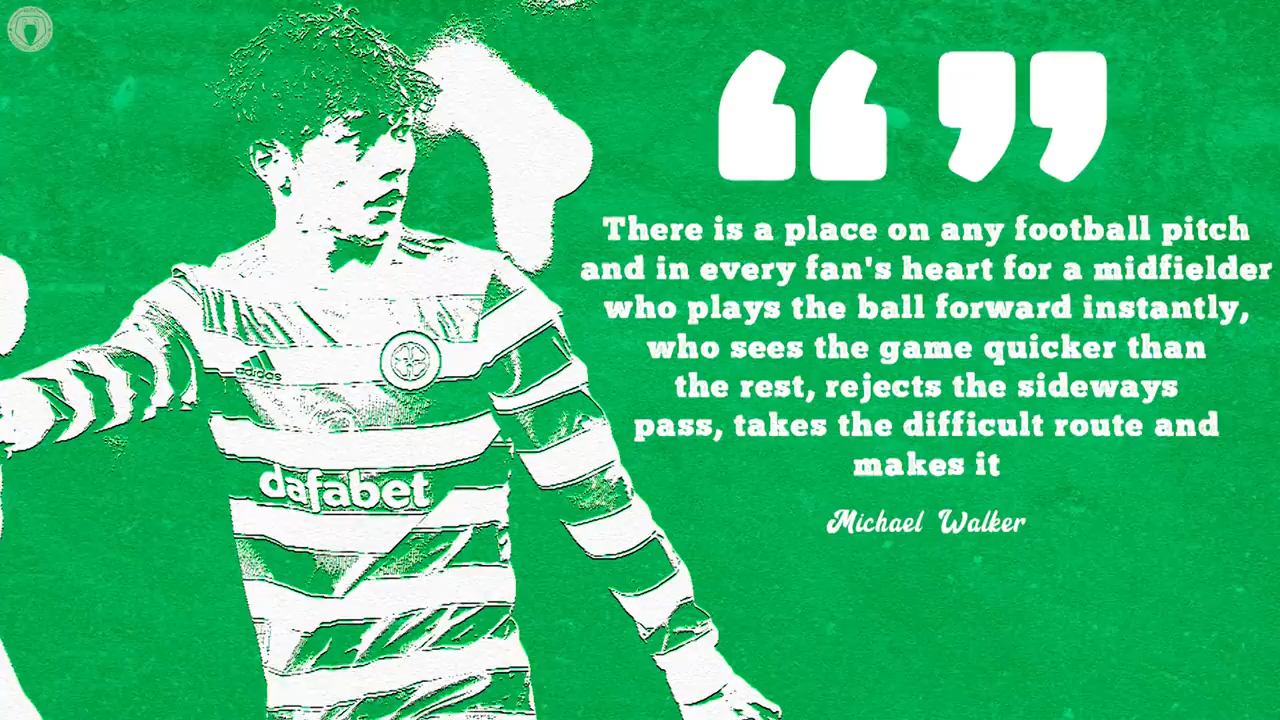 There is a place on any football pitch
and in every fan's heart for a midfielder
who plays the ball forward instantly,
who sees the game quicker than
the rest, rejects the sideways
pass, takes the difficult route and
makes it
Michael Walker
adidas
dafabet